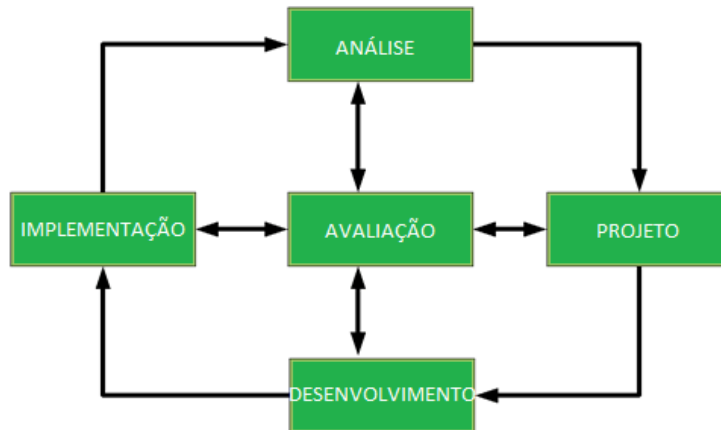 ANÁLISE
IMPLEMENTAÇÃO
AVALIAÇÃO
PROJETO
DESENVOLVIMENTO